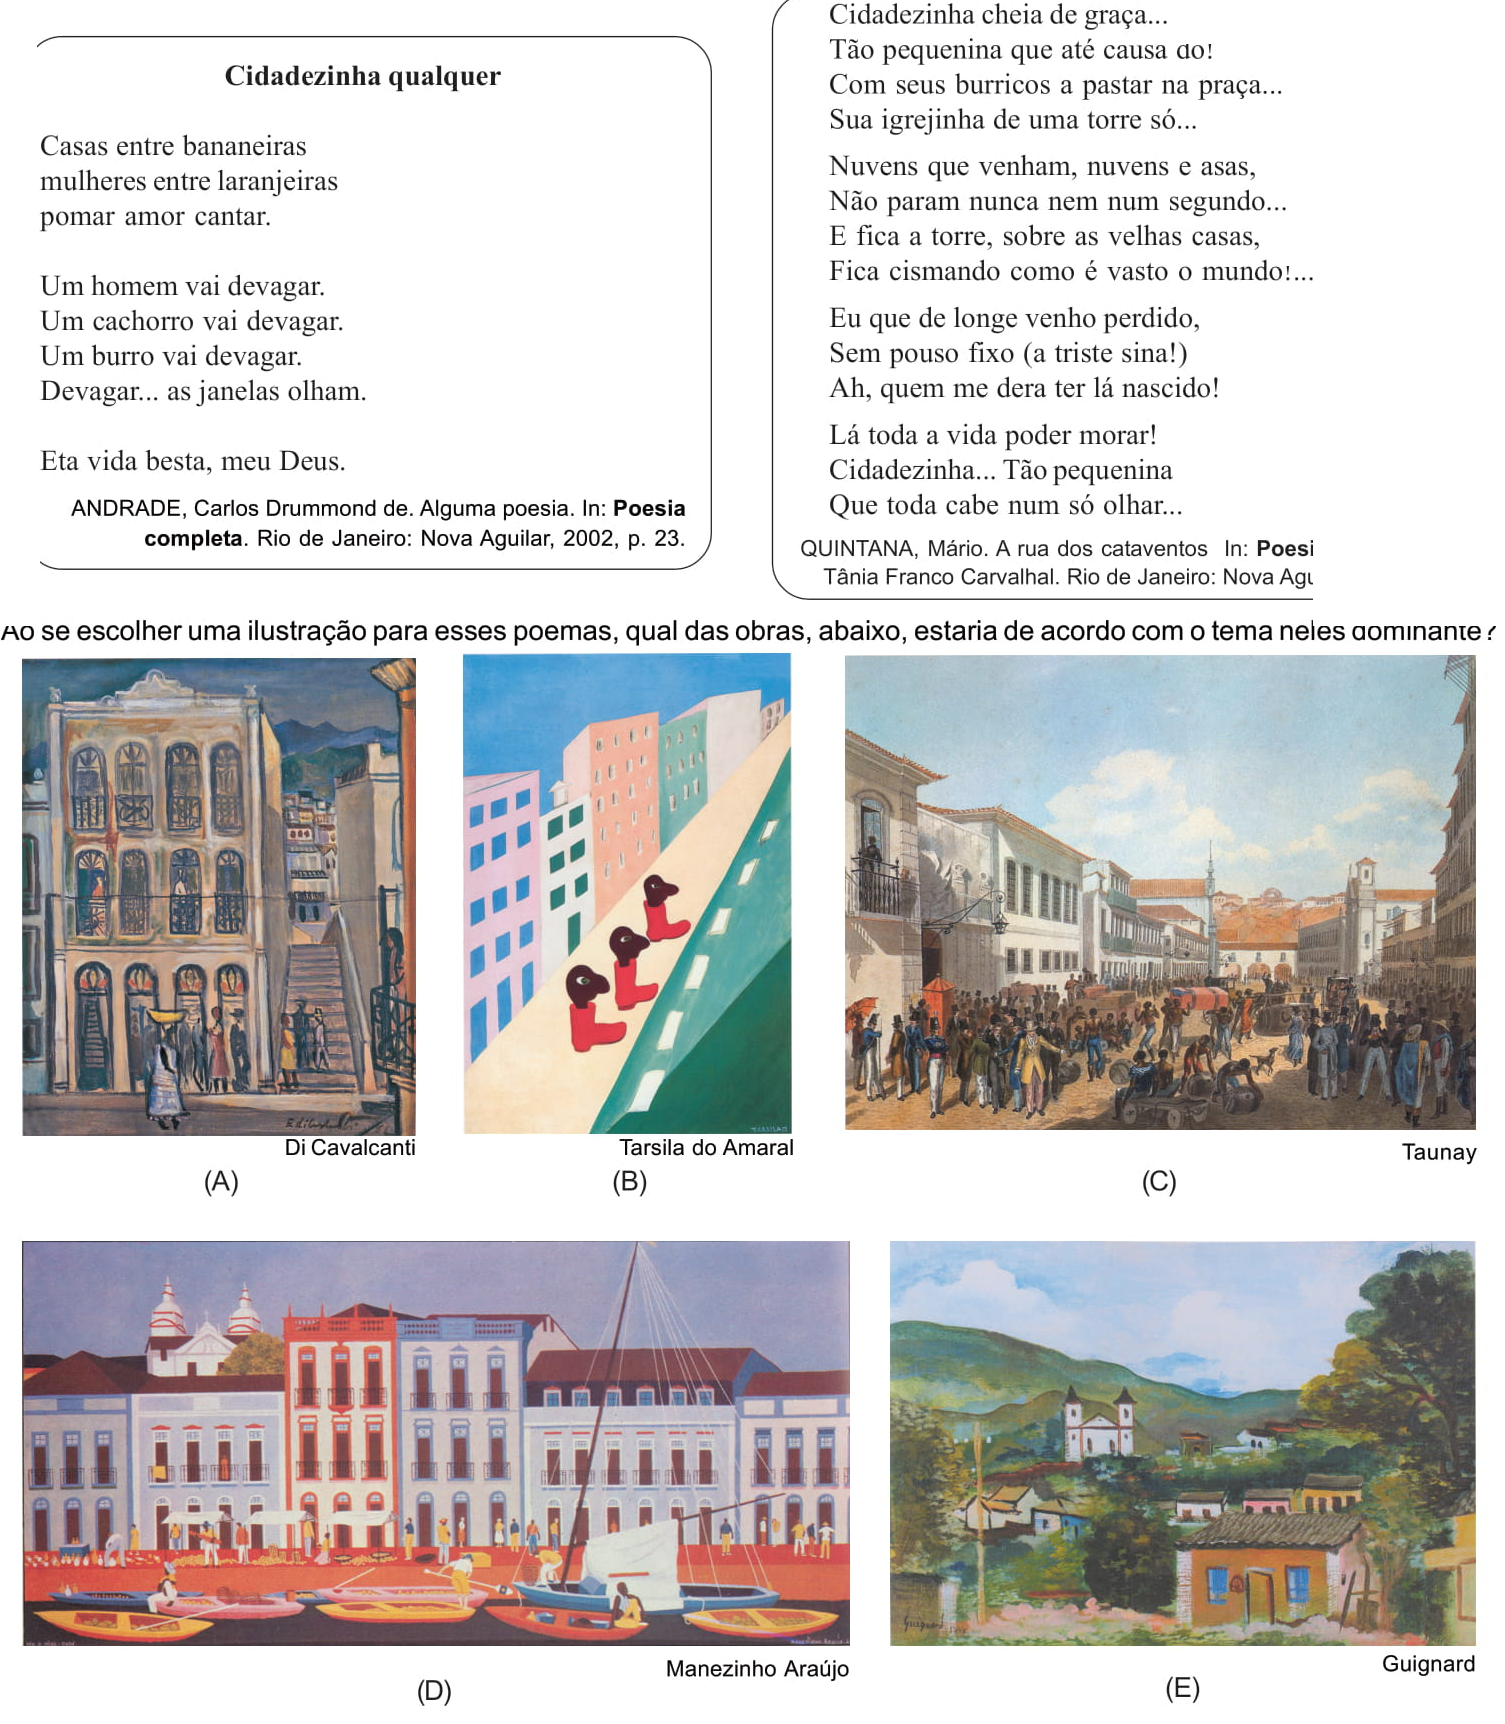 Cidadezinha qualquer
Casas entre bananeiras
mulheres entre laranjeiras
pomar amor cantar.
Um homem vai devagar.
Um cachorro vai devagar.
Um burro vai devagar.
Devagar... as janelas olham.
Eta vida besta, meu Deus.
ANDRADE, Carlos Drummond de. Alguma poesia. In: Poesia
completa. Rio de Janeiro: Nova Aguilar, 2002, p. 23.
Cidadezinha cheia de graça...
Tão pequenina que até causa do!
Com seus burricos a pastar na praça...
Sua igrejinha de uma torre só...
Nuvens que venham, nuvens e asas,
Não param nunca nem num segundo...
E fica a torre, sobre as velhas casas,
Fica cismando como é vasto o mundo!...
Eu que de longe venho perdido,
Sem pouso fixo (a triste sina!)
Ah, quem me dera ter lá nascido!
Lá toda a vida poder morar!
Cidadezinha... Tão pequenina
Que toda cabe num só olhar...
QUINTANA, Mário. A rua dos cataventos In: Poesi
Tânia Franco Carvalhal. Rio de Janeiro: Nova Agu
Ao se escolher uma ilustração para esses poemas, qual das obras, abaixo, estaria de acordo com o tema neles dominante?
Di Cavalcanti
(A)
Tarsila do Amaral
(B)
Taunay
(C)
Manezinho Araújo
(D)
Guignard
Guignard
(E)